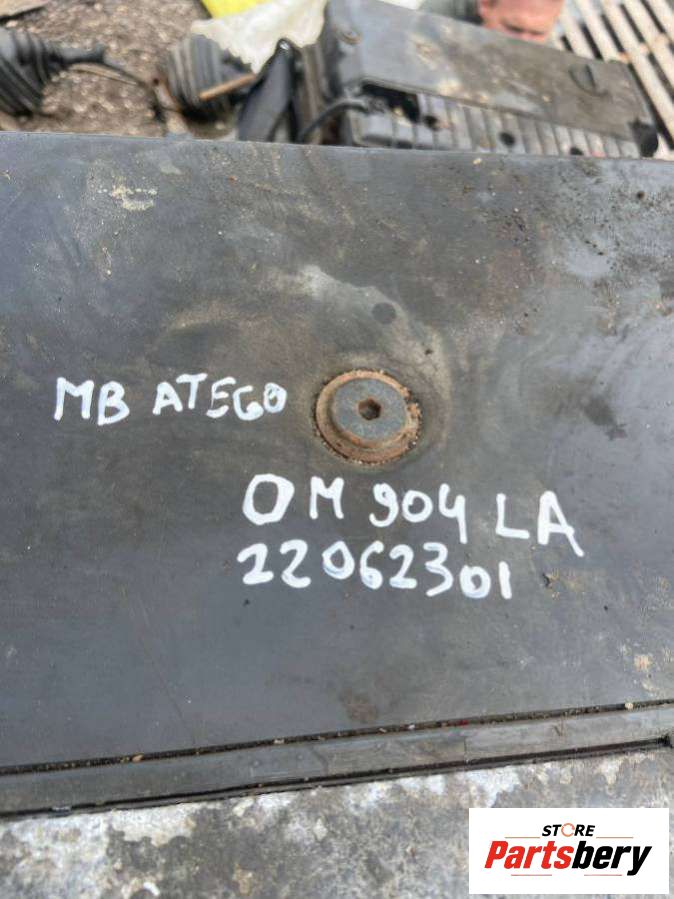 MB ATEGO
OM 904 LA
22062301
STORE
Partsbery